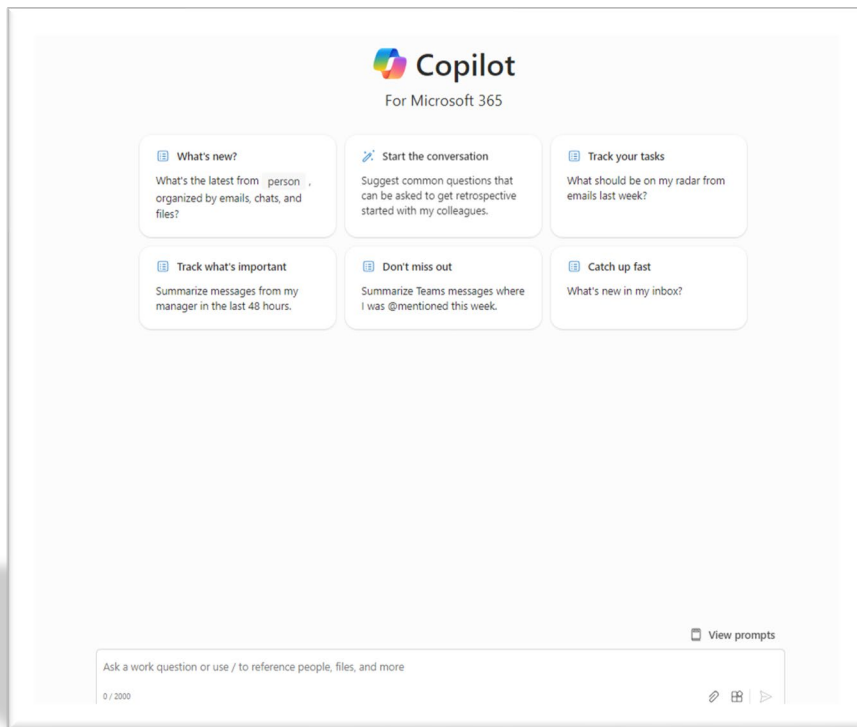 Copilot
For Microsoft 365
What's new?
What's the latest from person ,
organized by emails, chats, and
files?
Start the conversation
Suggest common questions that
can be asked to get retrospective
started with my colleagues.
Track your tasks
What should be on my radar from
emails last week?
Track what's important
Summarize messages from my
manager in the last 48 hours.
Don't miss out
Summarize Teams messages where
I was @mentioned this week.
Catch up fast
What's new in my inbox?
View prompts
Ask a work question or use / to reference people, files, and more
0 / 2000